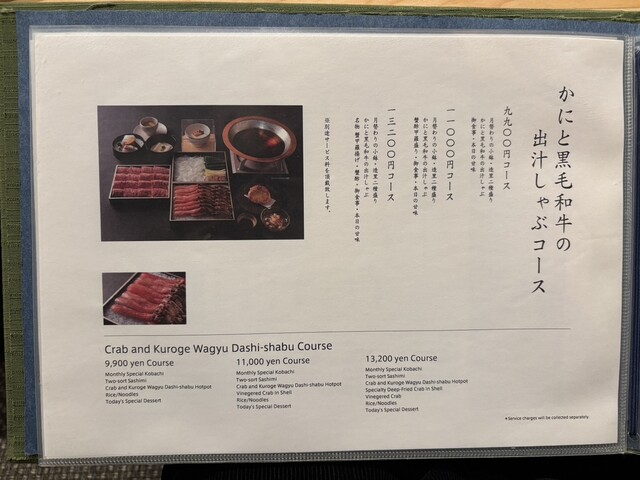 かにと黒毛和牛の
出汁しゃぶコース
九九〇〇円コース
月替わりの小鉢・造里二種盛り
かにと黒毛和牛の出汁しゃぶ
御食事・本日の甘味
一一〇〇〇円コース
月替わりの小鉢・造里二種盛り
かにと黒毛和牛の出汁しゃぶ
蟹酢甲羅盛り・御食事・本日の甘味
一三二〇〇円コース
月替わりの小鉢・造里二種盛り
かにと黒毛和牛の出汁しゃぶ
名物 蟹甲羅揚げ・蟹酢・御食事・本日の甘味
※別途サービス料を頂戴致します。
Crab and Kuroge Wagyu Dashi-shabu Course
9,900 yen Course
Monthly Special Kobachi
Two-sort Sashimi
Crab and Kuroge Wagyu Dashi-shabu Hotpot
Rice/Noodles
Today's Special Dessert
11,000 yen Course
Monthly Special Kobachi
Two-sort Sashimi
Crab and Kuroge Wagyu Dashi-shabu Hotpot
Vinegered Crab in Shell
Rice/Noodles
Today's Special Dessert
13,200 yen Course
Monthly Special Kobachi
Two-sort Sashimi
Crab and Kuroge Wagyu Dashi-shabu Hotpot
Specialty Deep-Fried Crab in Shell
Vinegered Crab
Rice/Noodles
Today's Special Dessert
*Service charges will be collected separately.